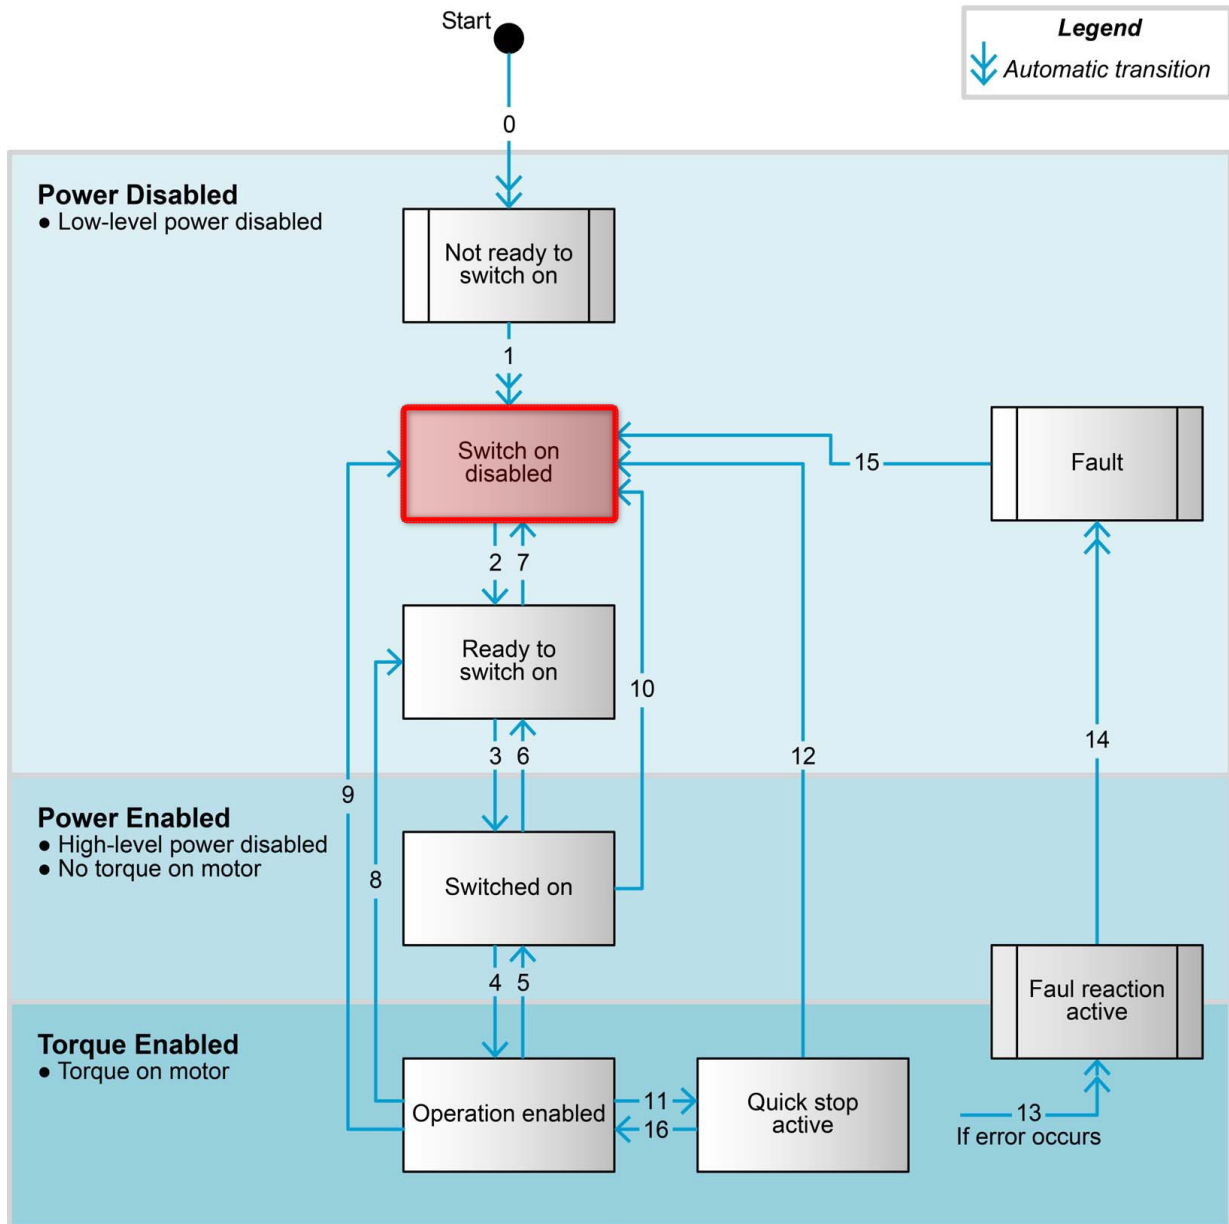 Start
Legend
Automatic transition
0
Power Disabled
● Low-level power disabled
Not ready to
switch on
1
Switch on
disabled
15
Fault
2
7
Ready to
switch on
10
3
6
12
14
9
Power Enabled
● High-level power disabled
● No torque on motor
8
Switched on
4
5
Faul reaction
active
Torque Enabled
● Torque on motor
Operation enabled
11
16
Quick stop
active
13
If error occurs